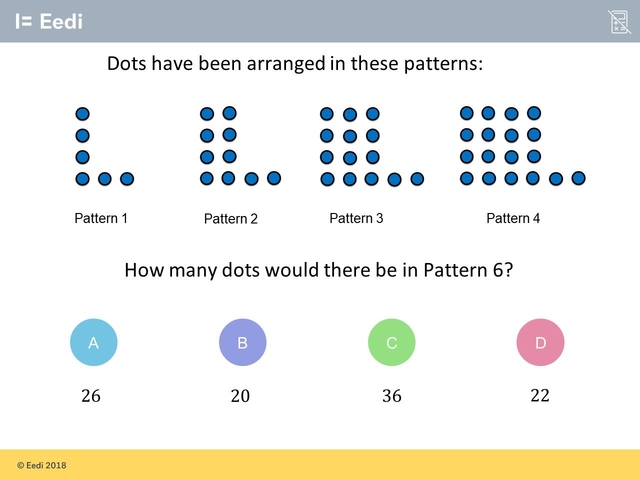 I= Eedi
Dots have been arranged in these patterns:
Pattern 1 Pattern 2 Pattern 3 Pattern 4
How many dots would there be in Pattern 6?
A B C D
26 20 36 22
© Eedi 2018